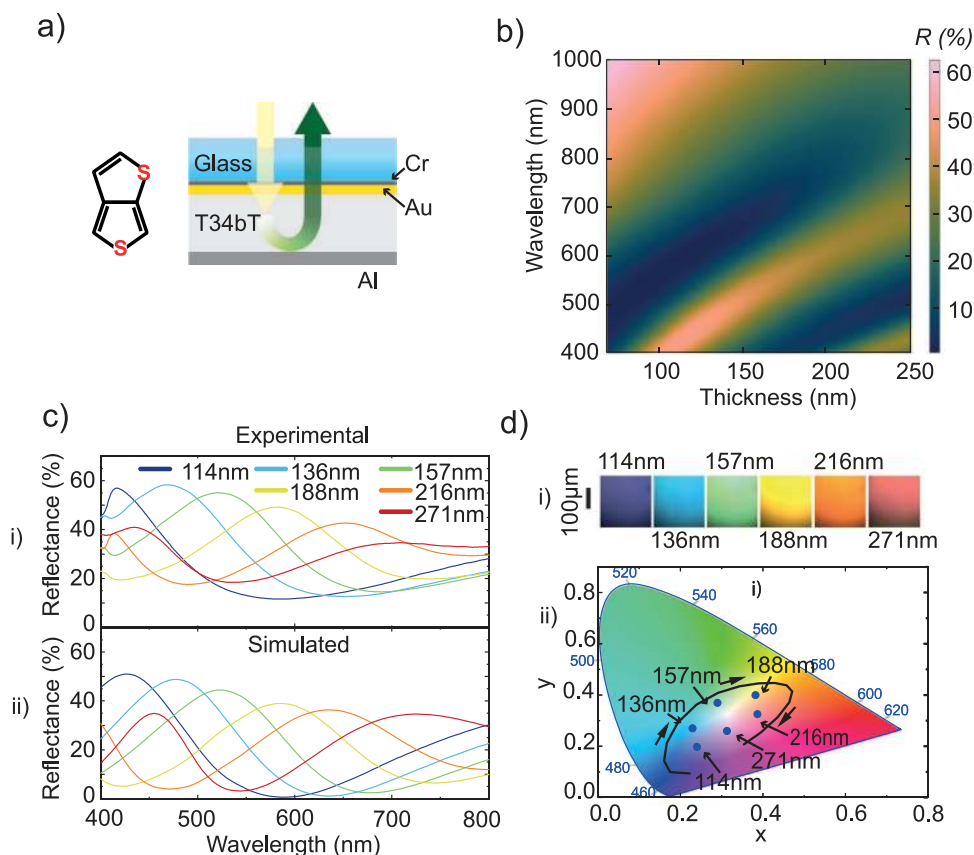 a)
S
S
Glass
T34bT
Cr
Au
Al
b)
R (%)
Wavelength (nm)
1000
900
800
700
600
500
400
100
150
200
250
Thickness (nm)
60
50
40
30
20
10
c)
Experimental
i)
Reflectance (%)
60
40
20
0
114nm
136nm
157nm
188nm
216nm
271nm
Simulated
ii)
Reflectance (%)
60
40
20
0
400
500
600
700
800
Wavelength (nm)
d)
i)
100μm
114nm
157nm
216nm
136nm
188nm
271nm
ii)
i)
y
0.8
0.6
0.4
0.2
0.0
0.0
0.2
0.4
0.6
0.8
x
520
540
560
580
600
620
500
480
460
157nm
188nm
136nm
216nm
271nm
114nm